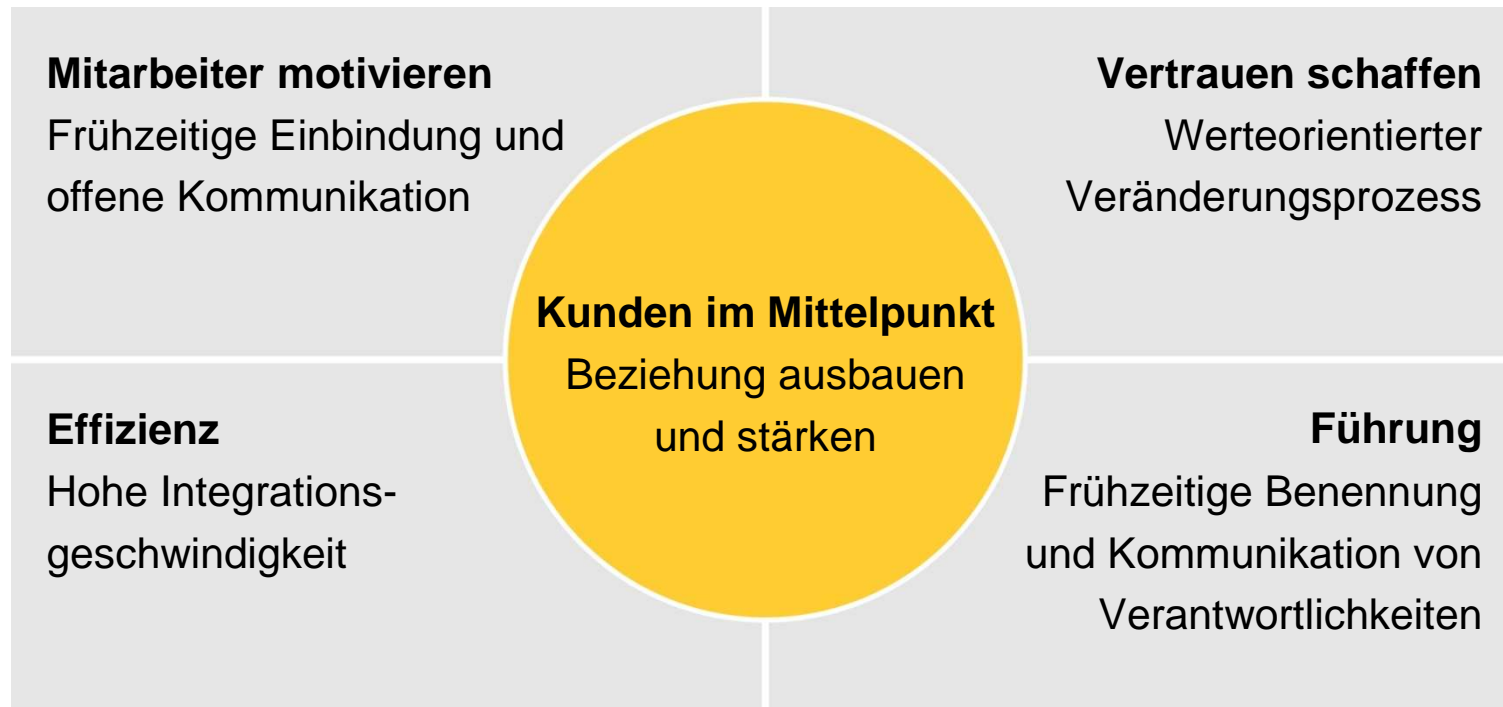 Mitarbeiter motivieren
Frühzeitige Einbindung und
offene Kommunikation
Vertrauen schaffen
Werteorientierter
Veränderungsprozess
Kunden im Mittelpunkt
Beziehung ausbauen
und stärken
Effizienz
Hohe Integrations-
geschwindigkeit
Führung
Frühzeitige Benennung
und Kommunikation von
Verantwortlichkeiten